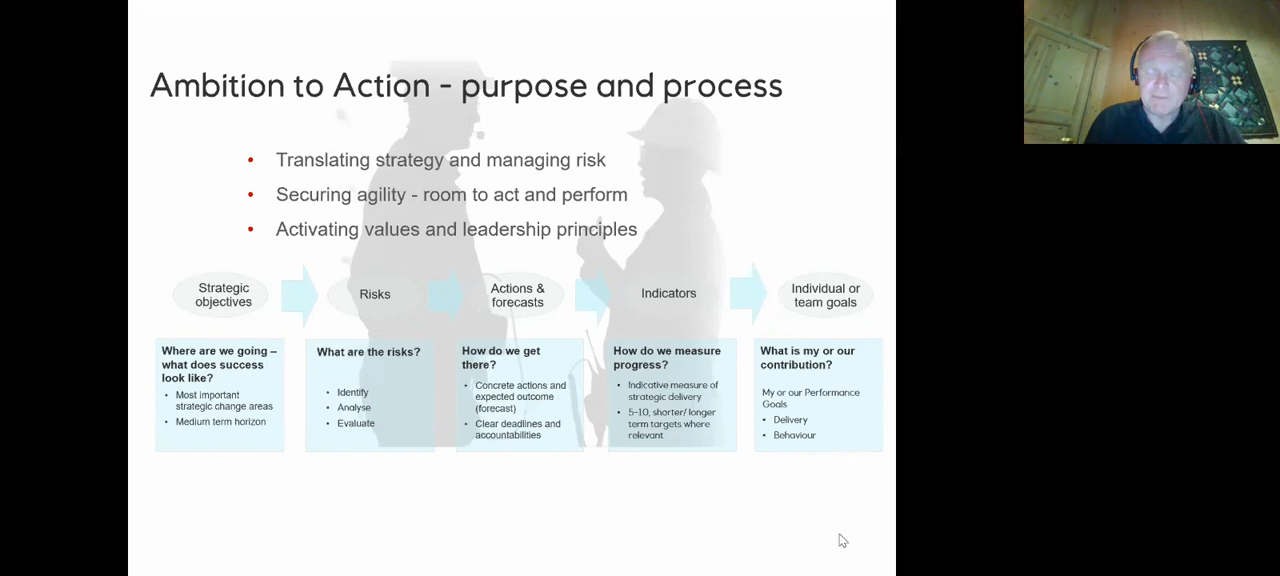 Ambition to Action - purpose and process
• Translating strategy and managing risk
• Securing agility - room to act and perform
• Activating values and leadership principles
Strategic
objectives
Risks
Actions &
forecasts
Indicators
Individual or
team goals
Where are we going –
what does success
look like?
• Most important
strategic change areas
• Medium term horizon
What are the risks?
• Identify
• Analyse
• Evaluate
How do we get
there?
• Concrete actions and
expected outcome
(forecast)
• Clear deadlines and
accountabilities
How do we measure
progress?
• Indicative measure of
strategic delivery
• 5-10, shorter/ longer
term targets where
relevant
What is my or our
contribution?
My or our Performance
Goals
• Delivery
• Behaviour